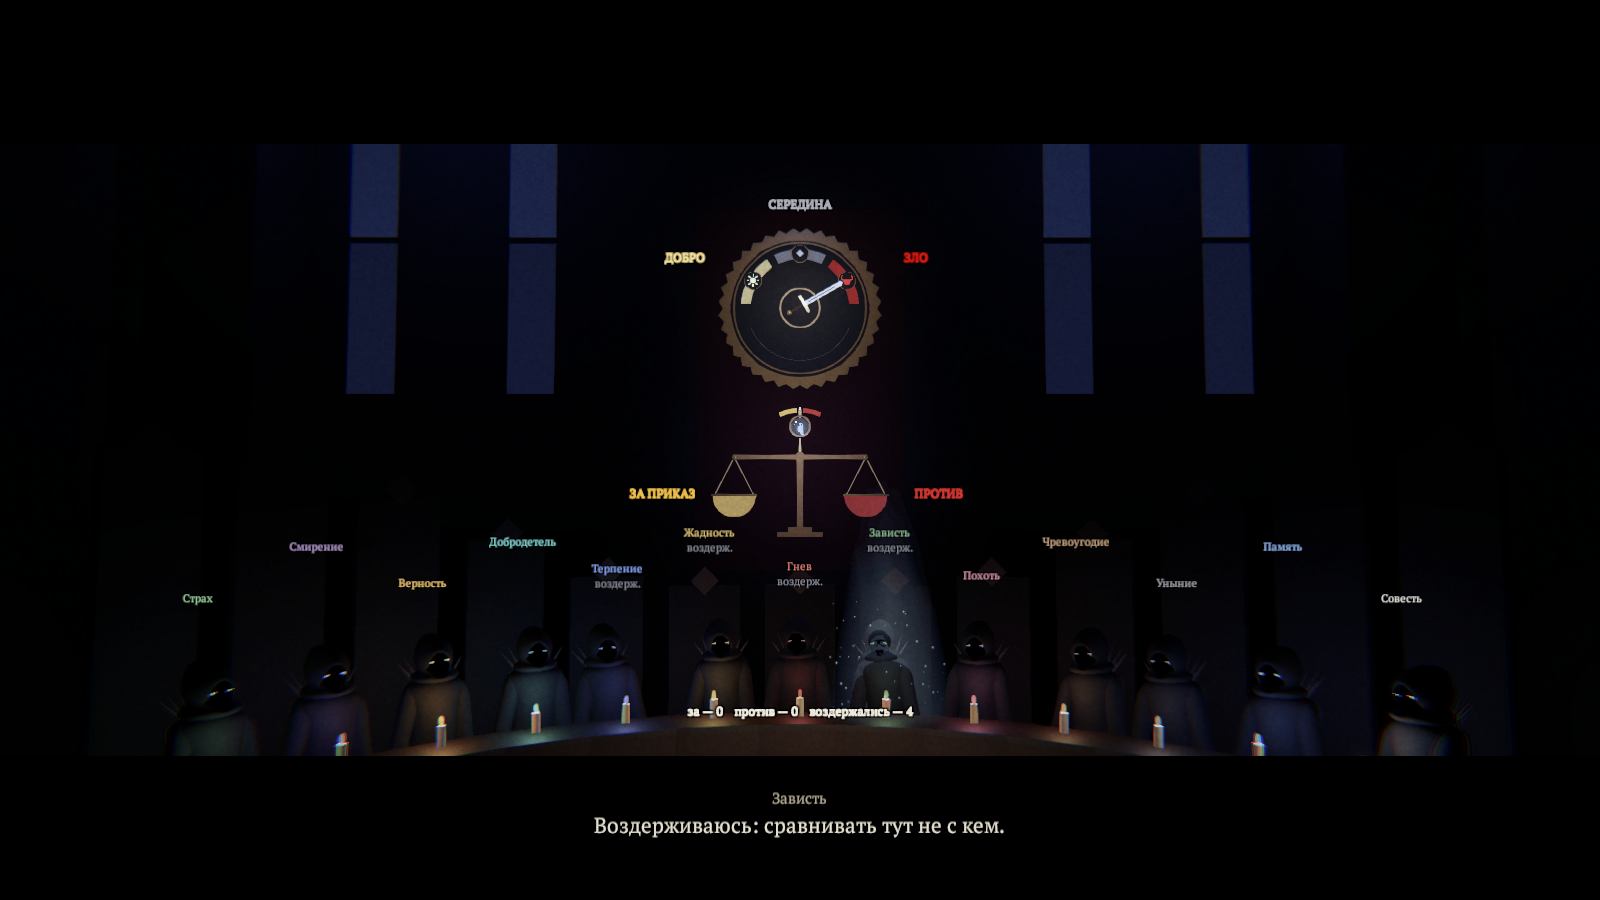 СЕРЕДИНА
ДОБРО
ЗЛО
ЗА ПРИКАЗ
ПРОТИВ
Жадность
воздерж.
Зависть
воздерж.
Смирение
Добродетель
Чревоугодие
Память
Терпение
воздерж.
Гнев
воздерж.
Похоть
Верность
Уныние
Страх
Совесть
за — 0 против — 0 воздержались — 4
Зависть
Воздерживаюсь: сравнивать тут не с кем.